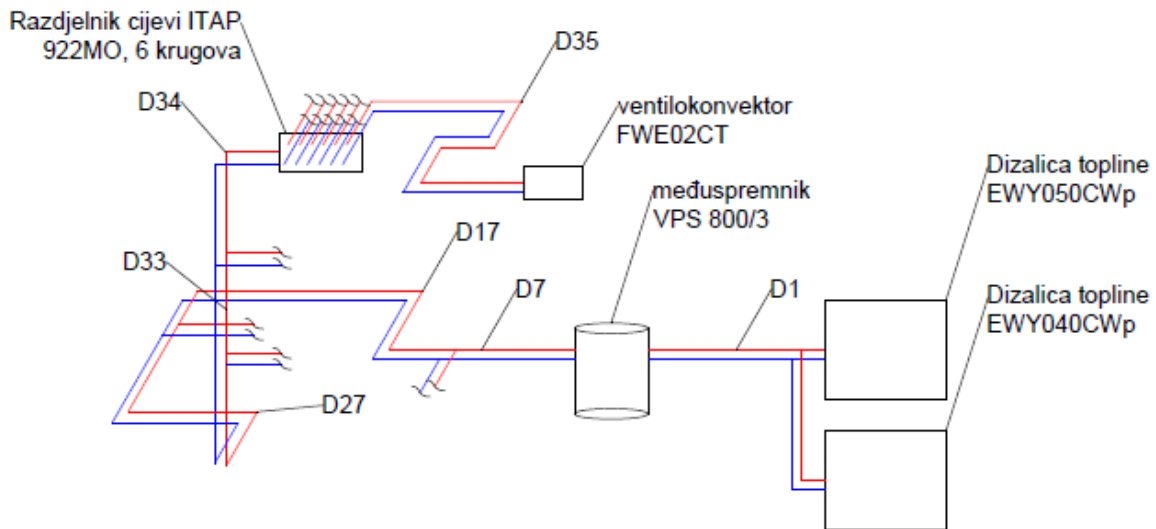 Razdjelnik cijevi ITAP
922MO, 6 krugova
D35
D34
ventilokonvektor
FWE02CT
Dizalica topline
EWY050CWp
međuspremnik
VPS 800/3
D17
D33
D7
D1
Dizalica topline
EWY040CWp
D27